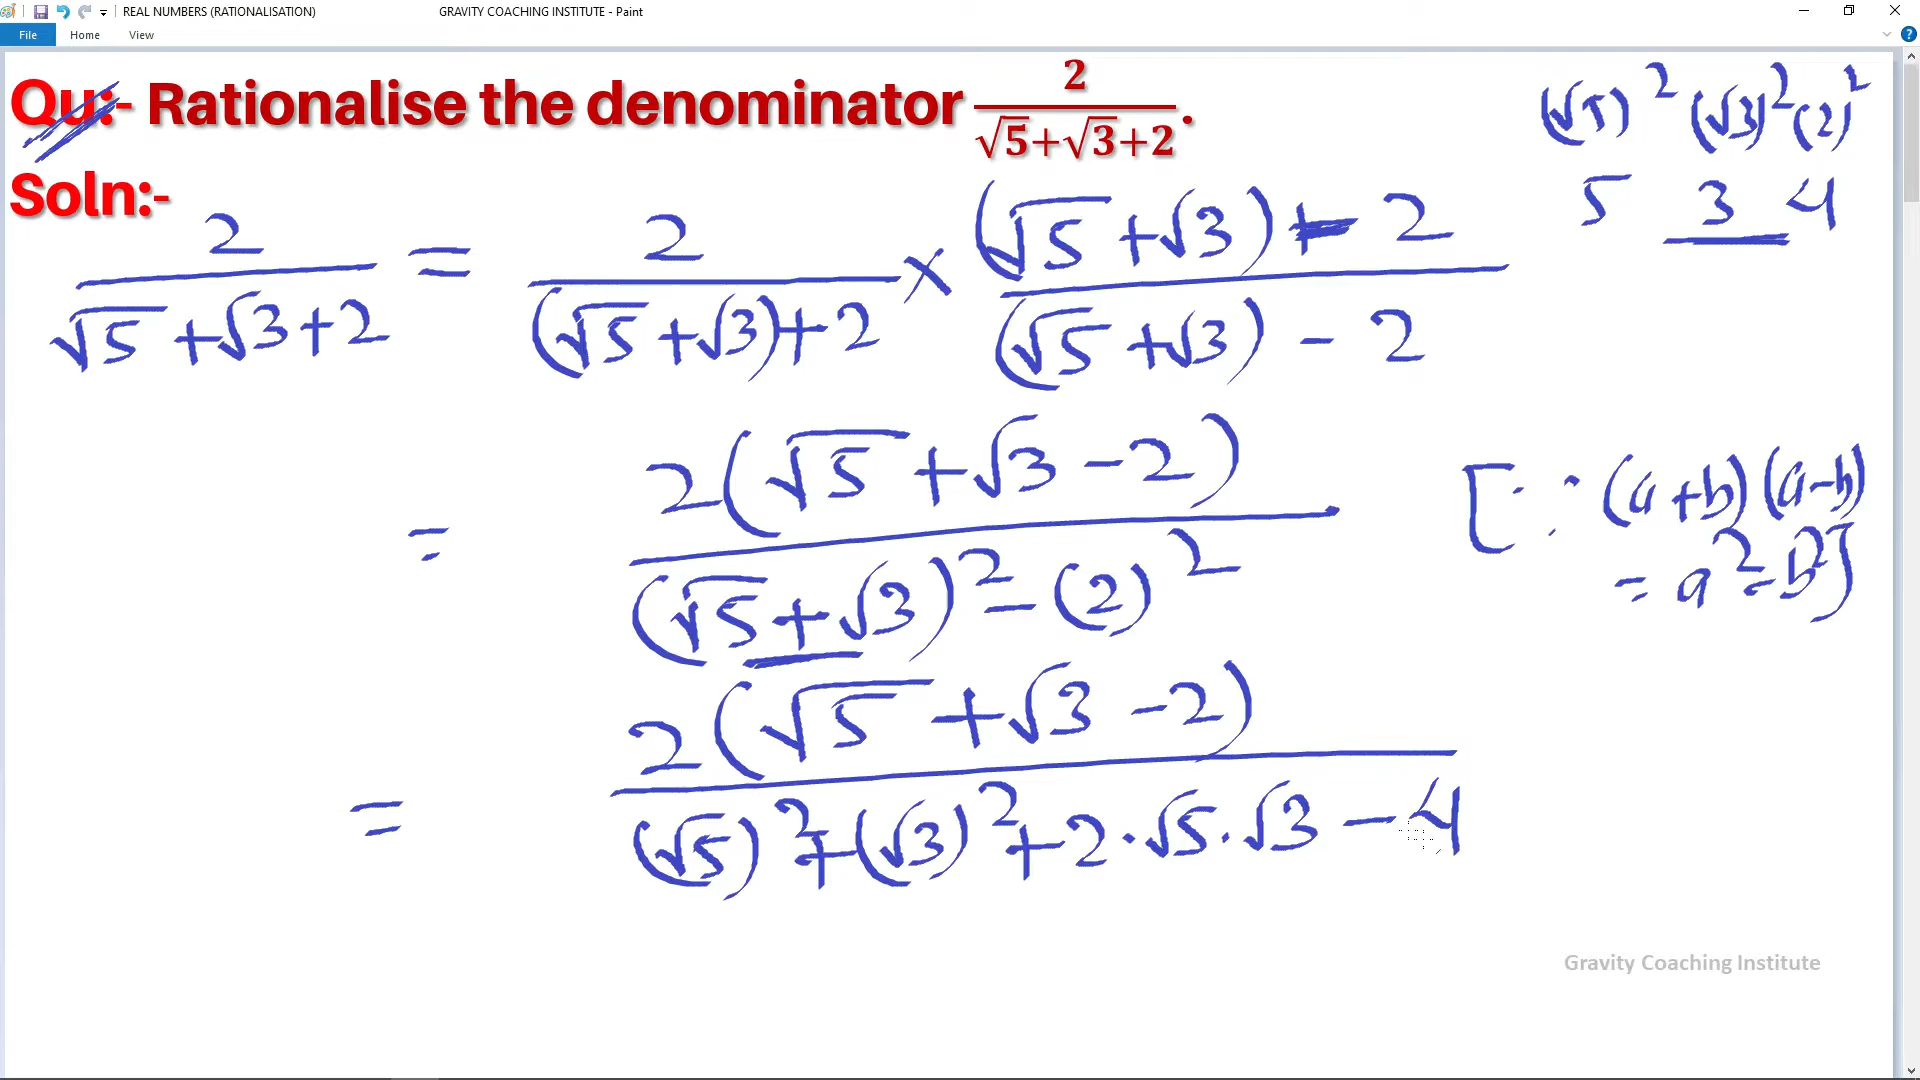 REAL NUMBERS (RATIONALISATION) GRAVITY COACHING INSTITUTE - Paint
File Home View
Qu:- Rationalise the denominator 2/(√5+√3+2).
(√5)² (√3)² (2)²
5 3 4
Soln:-
2/(√5+√3+2) = 2/((√5+√3)+2) × ((√5+√3)-2)/((√5+√3)-2)
= 2(√5+√3-2)/((√5+√3)²-(2)²) [∵ (a+b)(a-b)
= a²-b²]
= 2(√5+√3-2)/((√5)²+(√3)²+2·√5·√3-4)
Gravity Coaching Institute